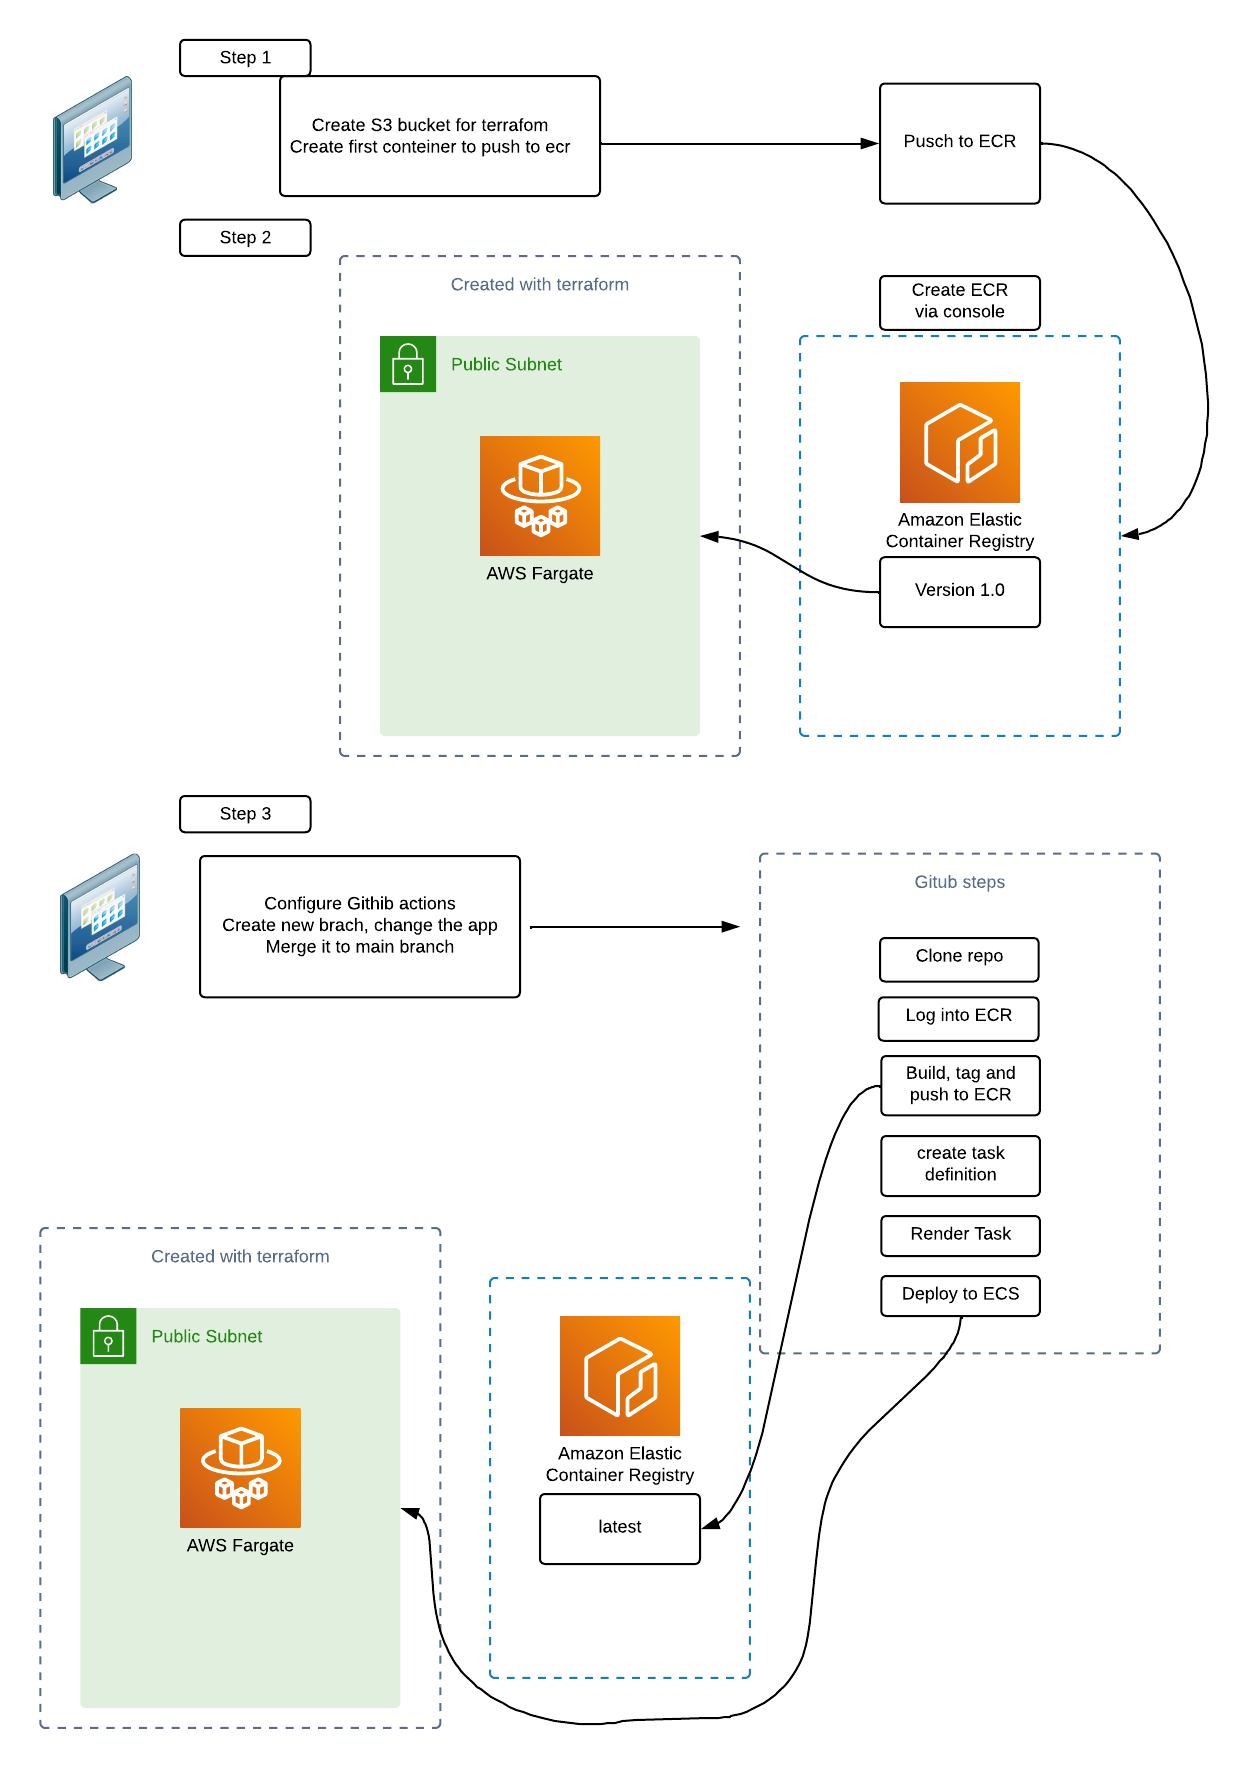 Step 1
Create S3 bucket for terrafom
Create first conteiner to push to ecr
Pusch to ECR
Step 2
Created with terraform
Public Subnet
AWS Fargate
Create ECR
via console
Amazon Elastic
Container Registry
Version 1.0
Step 3
Configure Githib actions
Create new brach, change the app
Merge it to main branch
Gitub steps
Clone repo
Log into ECR
Build, tag and
push to ECR
create task
definition
Render Task
Deploy to ECS
Created with terraform
Public Subnet
AWS Fargate
Amazon Elastic
Container Registry
latest